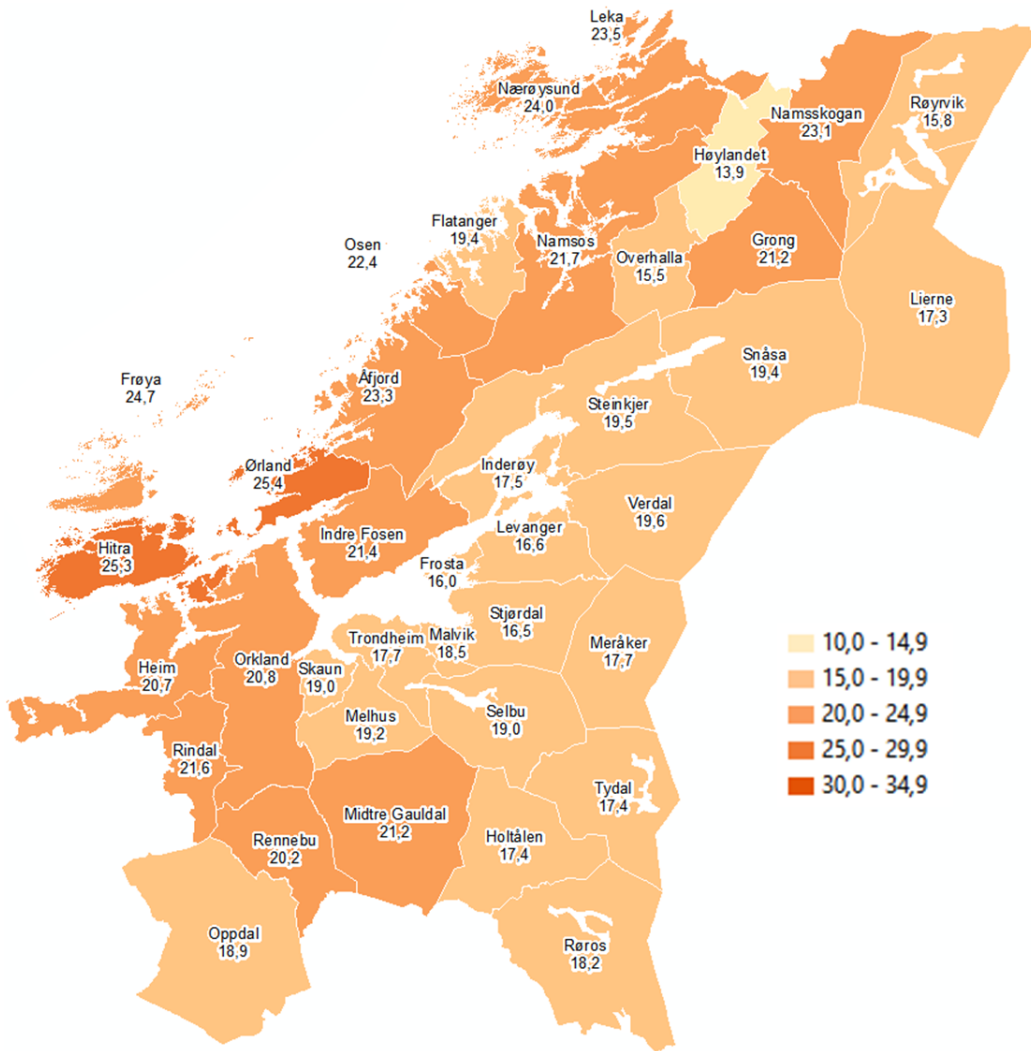 Leka
23,5
Nærøysund
24,0
Namsskogan
23,1
Røyrvik
15,8
Høylandet
13,9
Flatanger
19,4
Osen
22,4
Namsos
21,7
Overhalla
15,5
Grong
21,2
Lierne
17,3
Snåsa
19,4
Frøya
24,7
Åfjord
23,3
Steinkjer
19,5
Ørland
25,4
Inderøy
17,5
Verdal
19,6
Indre Fosen
21,4
Levanger
16,6
Hitra
25,3
Frosta
16,0
Stjørdal
16,5
Trondheim
17,7
Malvik
18,5
Meråker
17,7
Heim
20,7
Orkland
20,8
Skaun
19,0
Melhus
19,2
Selbu
19,0
Rindal
21,6
Tydal
17,4
Midtre Gauldal
21,2
Rennebu
20,2
Holtålen
17,4
Oppdal
18,9
Røros
18,2
10,0 - 14,9
15,0 - 19,9
20,0 - 24,9
25,0 - 29,9
30,0 - 34,9